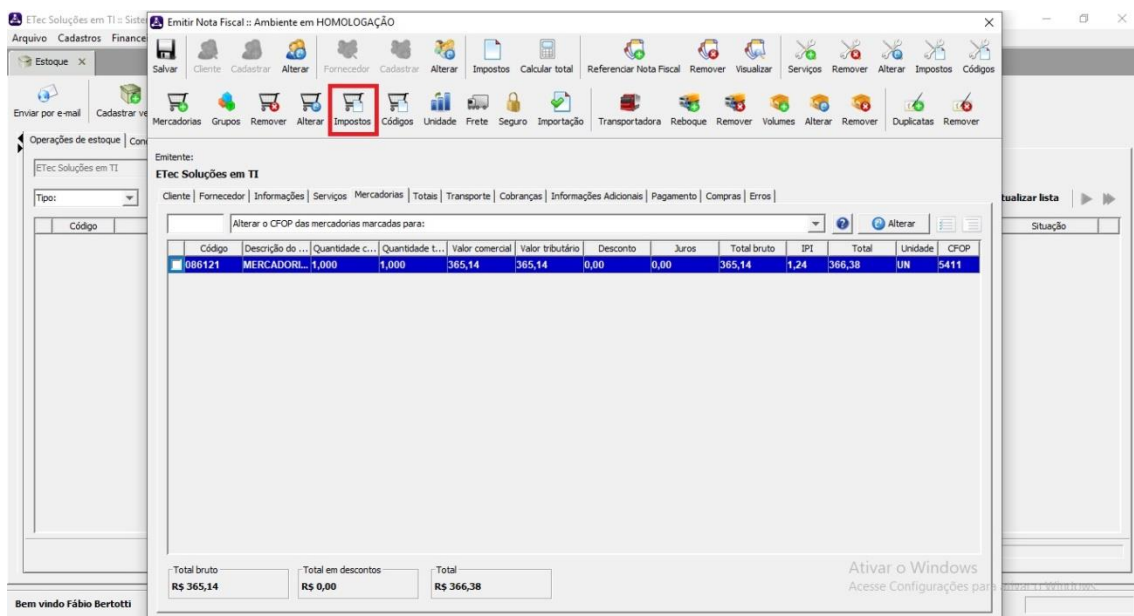 ETec Soluções em TI :: Siste
Emitir Nota Fiscal :: Ambiente em HOMOLOGAÇÃO
Arquivo Cadastros Finance
Estoque
Salvar Cliente Cadastrar Alterar Fornecedor Cadastrar Alterar Impostos Calcular total Referenciar Nota Fiscal Remover Visualizar Serviços Remover Alterar Impostos Códigos
Enviar por e-mail Cadastrar ve
Mercadorias Grupos Remover Alterar Impostos Códigos Unidade Frete Seguro Importação Transportadora Reboque Remover Volumes Alterar Remover Duplicatas Remover
Operações de estoque Con
Emitente:
ETec Soluções em TI
ETec Soluções em TI
Cliente Fornecedor Informações Serviços Mercadorias Totais Transporte Cobranças Informações Adicionais Pagamento Compras Erros
Tipo:
tualizar lista
Alterar o CFOP das mercadorias marcadas para:
Alterar
Código
Situação
Código Descrição do ... Quantidade c... Quantidade t... Valor comercial Valor tributário Desconto Juros Total bruto IPI Total Unidade CFOP
086121 MERCADORI... 1,000 1,000 365,14 365,14 0,00 0,00 365,14 1,24 366,38 UN 5411
Total bruto Total em descontos Total
R$ 365,14 R$ 0,00 R$ 366,38
Ativar o Windows
Acesse Configurações para ativar o Windows.
Bem vindo Fábio Bertotti